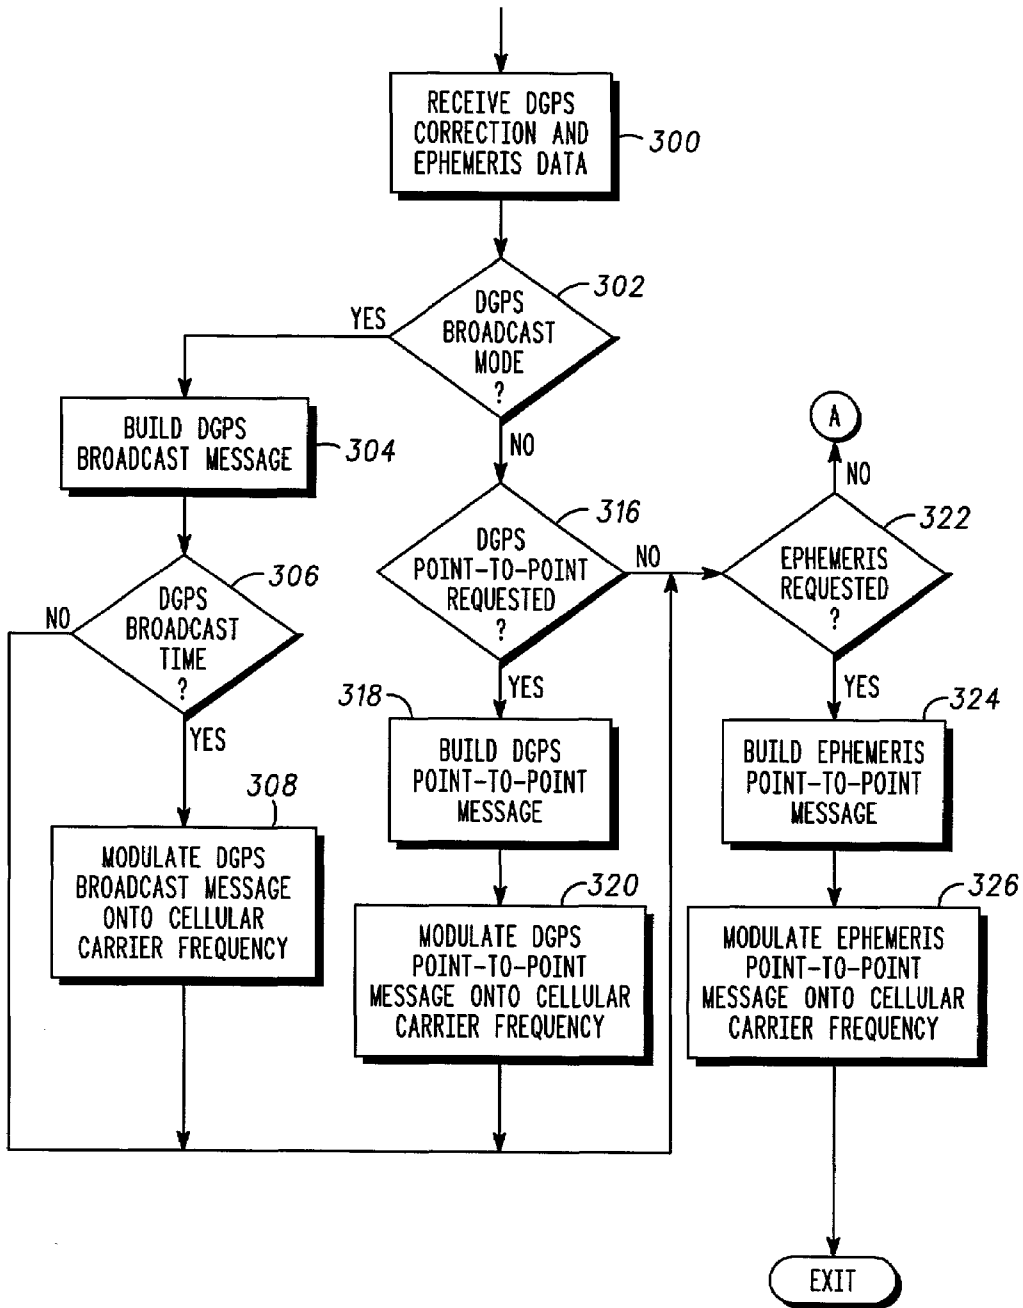 RECEIVE DGPS
CORRECTION AND
EPHEMERIS DATA
300
DGPS
BROADCAST
MODE
?
302
YES
NO
BUILD DGPS
BROADCAST MESSAGE
304
A
NO
DGPS
POINT-TO-POINT
REQUESTED
?
316
NO
EPHEMERIS
REQUESTED
?
322
DGPS
BROADCAST
TIME
?
306
NO
YES
YES
YES
318
BUILD DGPS
POINT-TO-POINT
MESSAGE
324
BUILD EPHEMERIS
POINT-TO-POINT
MESSAGE
308
MODULATE DGPS
BROADCAST MESSAGE
ONTO CELLULAR
CARRIER FREQUENCY
320
MODULATE DGPS
POINT-TO-POINT
MESSAGE ONTO CELLULAR
CARRIER FREQUENCY
326
MODULATE EPHEMERIS
POINT-TO-POINT
MESSAGE ONTO CELLULAR
CARRIER FREQUENCY
EXIT